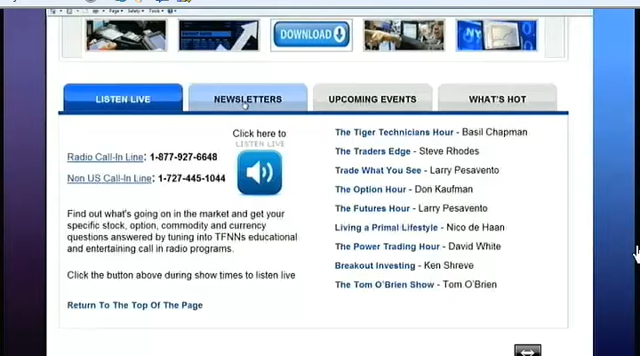 Page ▾ Safety ▾ Tools ▾
DOWNLOAD
NY
LISTEN LIVE
NEWSLETTERS
UPCOMING EVENTS
WHAT'S HOT
Click here to
LISTEN LIVE
Radio Call-In Line: 1-877-927-6648
Non US Call-In Line: 1-727-445-1044
Find out what's going on in the market and get your
specific stock, option, commodity and currency
questions answered by tuning into TFNNs educational
and entertaining call in radio programs.
Click the button above during show times to listen live
Return To The Top Of The Page
The Tiger Technicians Hour - Basil Chapman
The Traders Edge - Steve Rhodes
Trade What You See - Larry Pesavento
The Option Hour - Don Kaufman
The Futures Hour - Larry Pesavento
Living a Primal Lifestyle - Nico de Haan
The Power Trading Hour - David White
Breakout Investing - Ken Shreve
The Tom O'Brien Show - Tom O'Brien